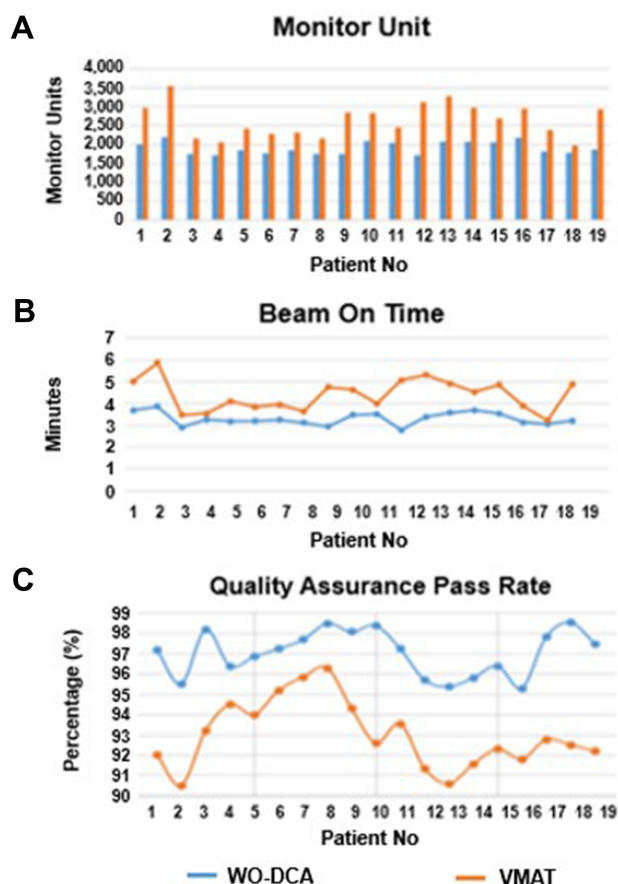 A
Monitor Unit
Monitor Units
4,000
3,500
3,000
2,500
2,000
1,500
1,000
500
0
1 2 3 4 5 6 7 8 9 10 11 12 13 14 15 16 17 18 19
Patient No
B
Beam On Time
Minutes
7
6
5
4
3
2
1
0
1 2 3 4 5 6 7 8 9 10 11 12 13 14 15 16 17 18 19
Patient No
C
Quality Assurance Pass Rate
Percentage (%)
99
98
97
96
95
94
93
92
91
90
1 2 3 4 5 6 7 8 9 10 11 12 13 14 15 16 17 18 19
Patient No
WO-DCA VMAT